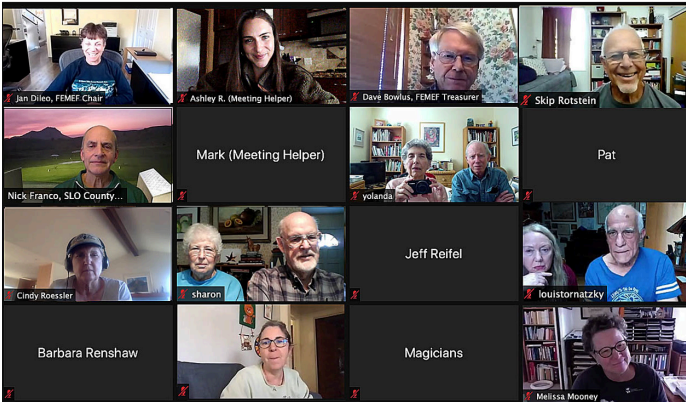 Jan Dileo, FEMEF Chair
Ashley R. (Meeting Helper)
Dave Bowlus, FEMEF Treasurer
Skip Rotstein
Nick Franco, SLO County...
Mark (Meeting Helper)
yolanda
Pat
Cindy Roessler
sharon
Jeff Reifel
louistornatzky
Barbara Renshaw
Magicians
Melissa Mooney